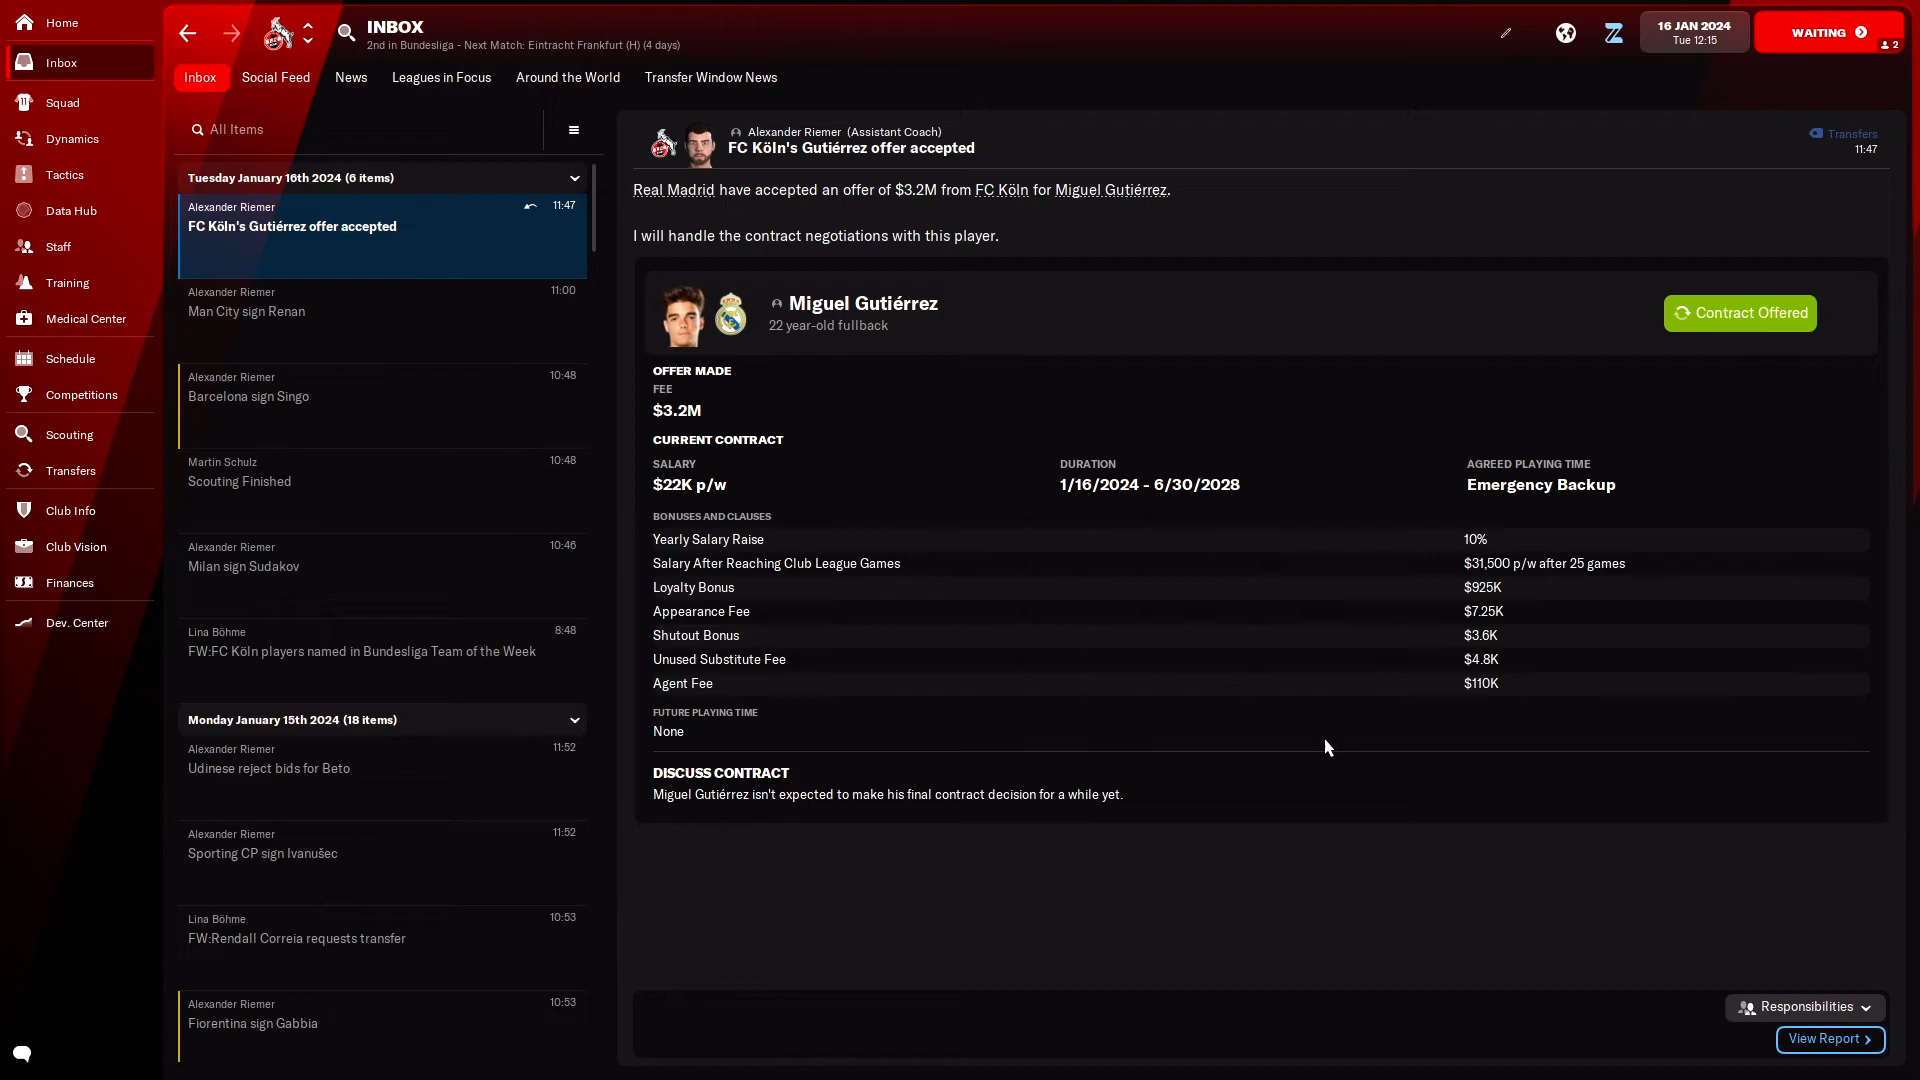 Home
Inbox
Squad
Dynamics
Tactics
Data Hub
Staff
Training
Medical Center
Schedule
Competitions
Scouting
Transfers
Club Info
Club Vision
Finances
Dev. Center
INBOX
2nd in Bundesliga - Next Match: Eintracht Frankfurt (H) (4 days)
16 JAN 2024
Tue 12:15
WAITING
2
Inbox
Social Feed
News
Leagues in Focus
Around the World
Transfer Window News
All Items
Tuesday January 16th 2024 (6 items)
Alexander Riemer
11:47
FC Köln's Gutiérrez offer accepted
Alexander Riemer
11:00
Man City sign Renan
Alexander Riemer
10:48
Barcelona sign Singo
Martin Schulz
10:48
Scouting Finished
Alexander Riemer
10:46
Milan sign Sudakov
Lina Böhme
8:48
FW:FC Köln players named in Bundesliga Team of the Week
Monday January 15th 2024 (18 items)
Alexander Riemer
11:52
Udinese reject bids for Beto
Alexander Riemer
11:52
Sporting CP sign Ivanušec
Lina Böhme
10:53
FW:Rendall Correia requests transfer
Alexander Riemer
10:53
Fiorentina sign Gabbia
Alexander Riemer (Assistant Coach)
FC Köln's Gutiérrez offer accepted
Transfers
11:47
Real Madrid have accepted an offer of $3.2M from FC Köln for Miguel Gutiérrez.
I will handle the contract negotiations with this player.
Miguel Gutiérrez
22 year-old fullback
Contract Offered
OFFER MADE
FEE
$3.2M
CURRENT CONTRACT
SALARY
$22K p/w
DURATION
1/16/2024 - 6/30/2028
AGREED PLAYING TIME
Emergency Backup
BONUSES AND CLAUSES
Yearly Salary Raise 10%
Salary After Reaching Club League Games $31,500 p/w after 25 games
Loyalty Bonus $925K
Appearance Fee $7.25K
Shutout Bonus $3.6K
Unused Substitute Fee $4.8K
Agent Fee $110K
FUTURE PLAYING TIME
None
DISCUSS CONTRACT
Miguel Gutiérrez isn't expected to make his final contract decision for a while yet.
Responsibilities
View Report